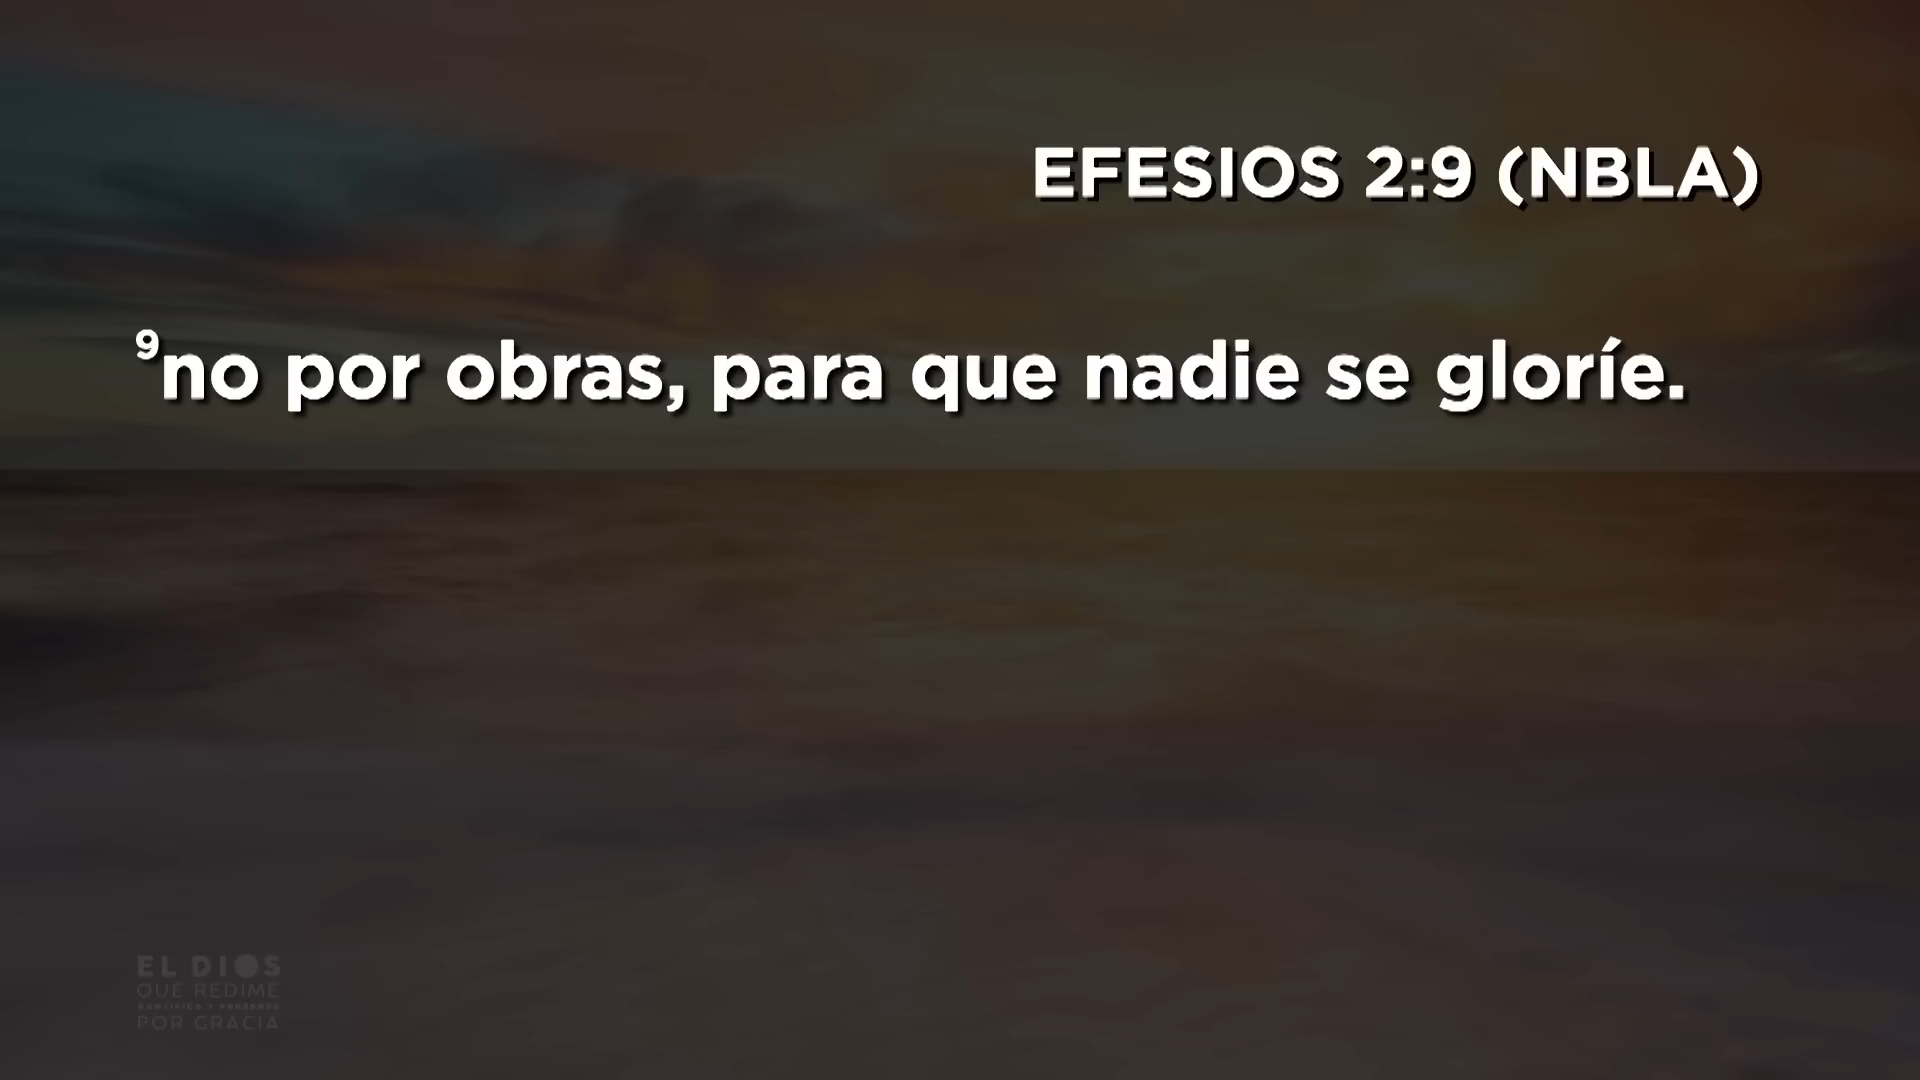 EFESIOS 2:9 (NBLA)
⁹no por obras, para que nadie se gloríe.
EL DIOS
QUE REDIME
POR GRACIA